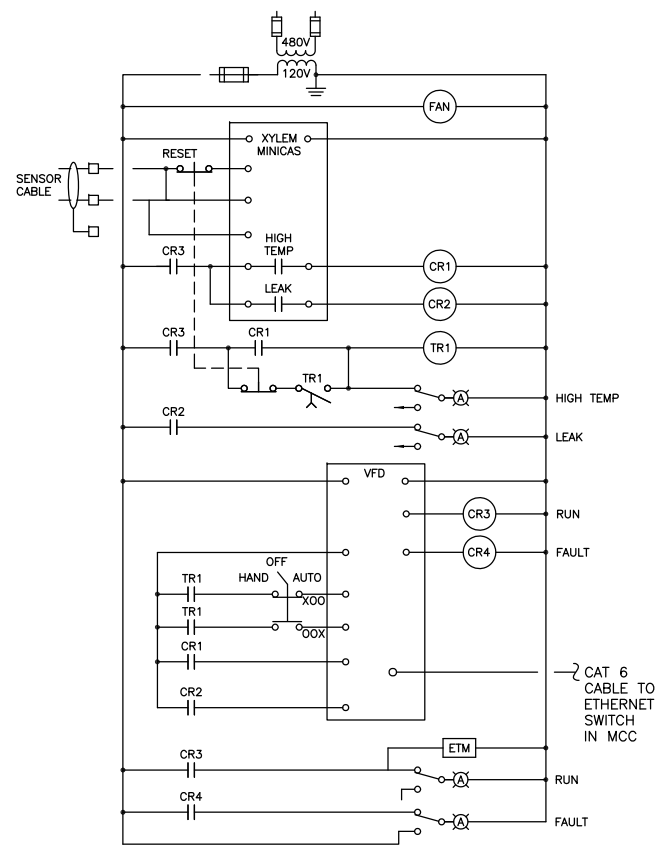 480V
120V
FAN
XYLEM
MINICAS
RESET
SENSOR
CABLE
HIGH
TEMP
CR3
CR1
LEAK
CR2
CR3
CR1
TR1
TR1
A
HIGH TEMP
CR2
A
LEAK
VFD
CR3
RUN
CR4
FAULT
OFF
HAND
AUTO
TR1
XOO
TR1
OOX
CR1
CR2
CAT 6
CABLE TO
ETHERNET
SWITCH
IN MCC
ETM
CR3
A
RUN
CR4
A
FAULT